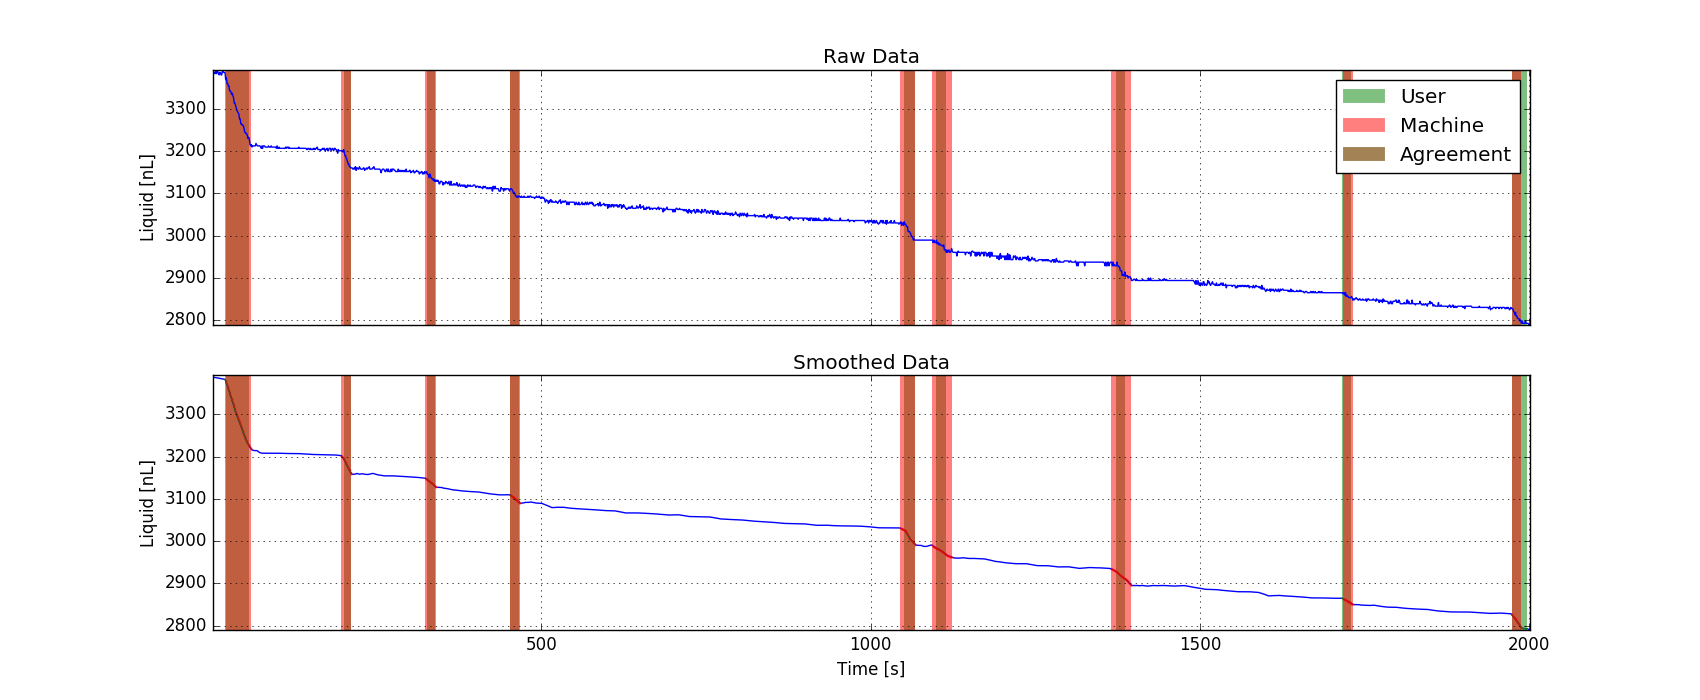 Raw Data
Liquid [nL]
3300
3200
3100
3000
2900
2800
User
Machine
Agreement
Smoothed Data
Liquid [nL]
3300
3200
3100
3000
2900
2800
500 1000 1500 2000
Time [s]